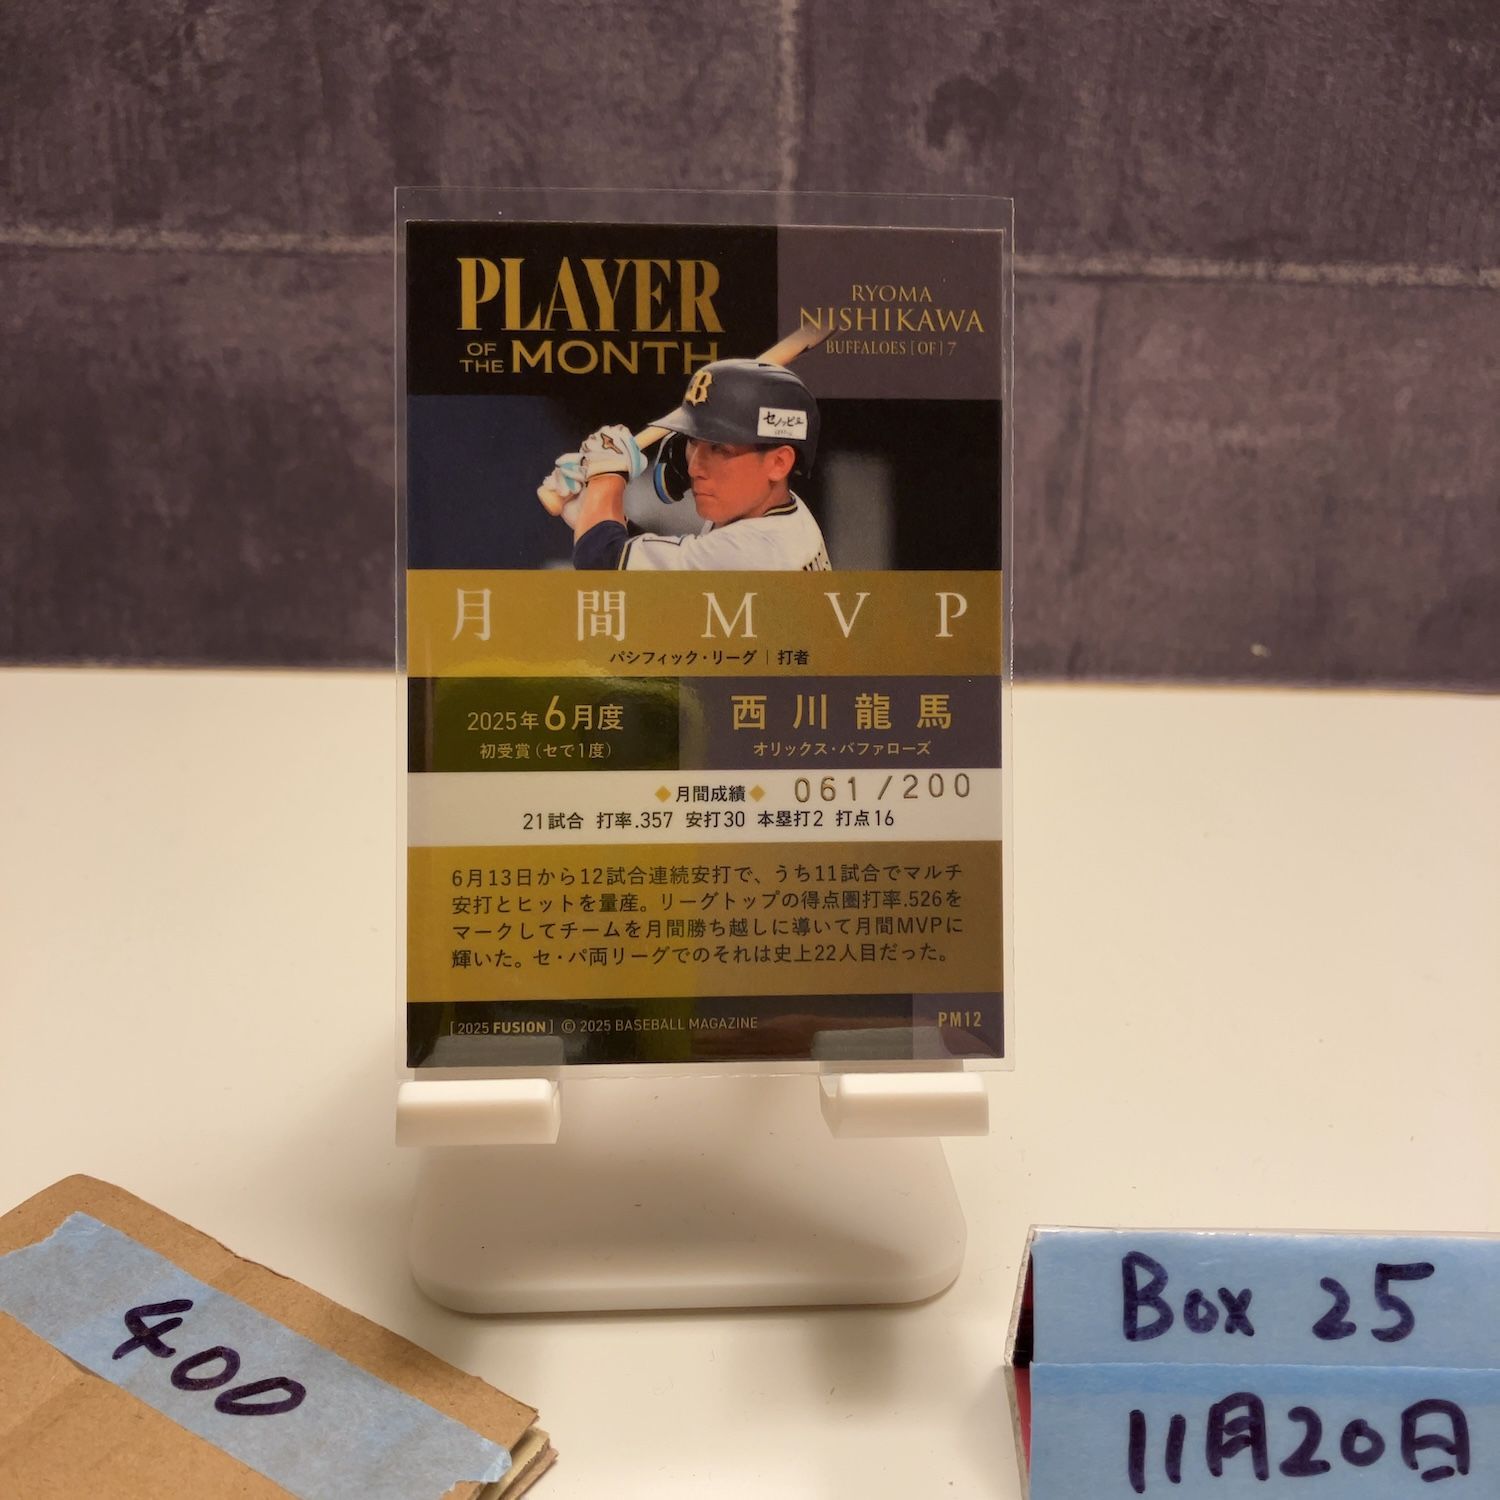 PLAYER
OF THE MONTH
RYOMA
NISHIKAWA
BUFFALOES [ OF ] 7
B
セノッピー
月間MVP
パシフィック・リーグ｜打者
2025年6月度
初受賞（セで1度）
西川龍馬
オリックス・バファローズ
◆月間成績◆
061/200
21試合 打率.357 安打30 本塁打2 打点16
6月13日から12試合連続安打で、うち11試合でマルチ
安打とヒットを量産。リーグトップの得点圏打率.526を
マークしてチームを月間勝ち越しに導いて月間MVPに
輝いた。セ・パ両リーグでのそれは史上22人目だった。
[ 2025 FUSION ] © 2025 BASEBALL MAGAZINE
PM12
400
Box 25
11月20日